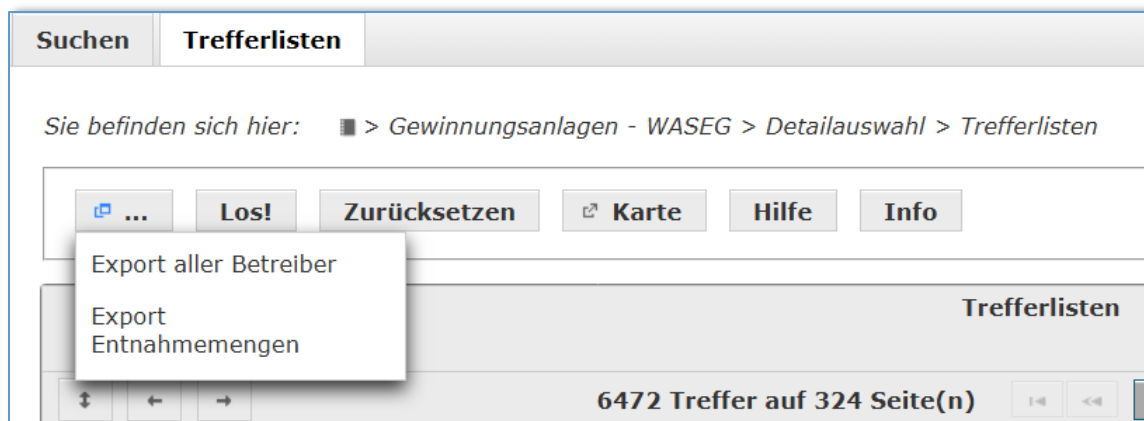 Suchen Trefferlisten
Sie befinden sich hier: > Gewinnungsanlagen - WASEG > Detailauswahl > Trefferlisten
... Los! Zurücksetzen Karte Hilfe Info
Export aller Betreiber
Export
Entnahmemengen
Trefferlisten
6472 Treffer auf 324 Seite(n)